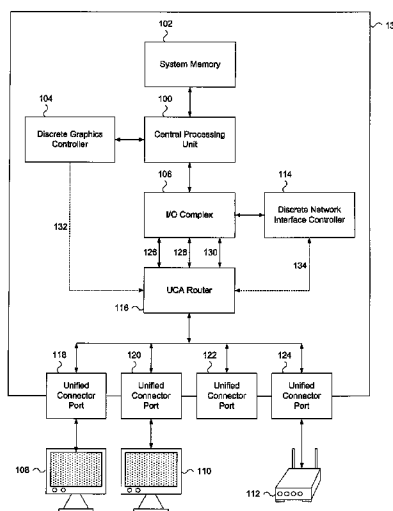 102
System Memory
104
100
Discrete Graphics
Controller
Central Processing
Unit
106
114
I/O Complex
Discrete Network
Interface Controller
132
126
128
130
134
UCA Router
116
118
120
122
124
Unified
Connector
Port
Unified
Connector
Port
Unified
Connector
Port
Unified
Connector
Port
108
110
112